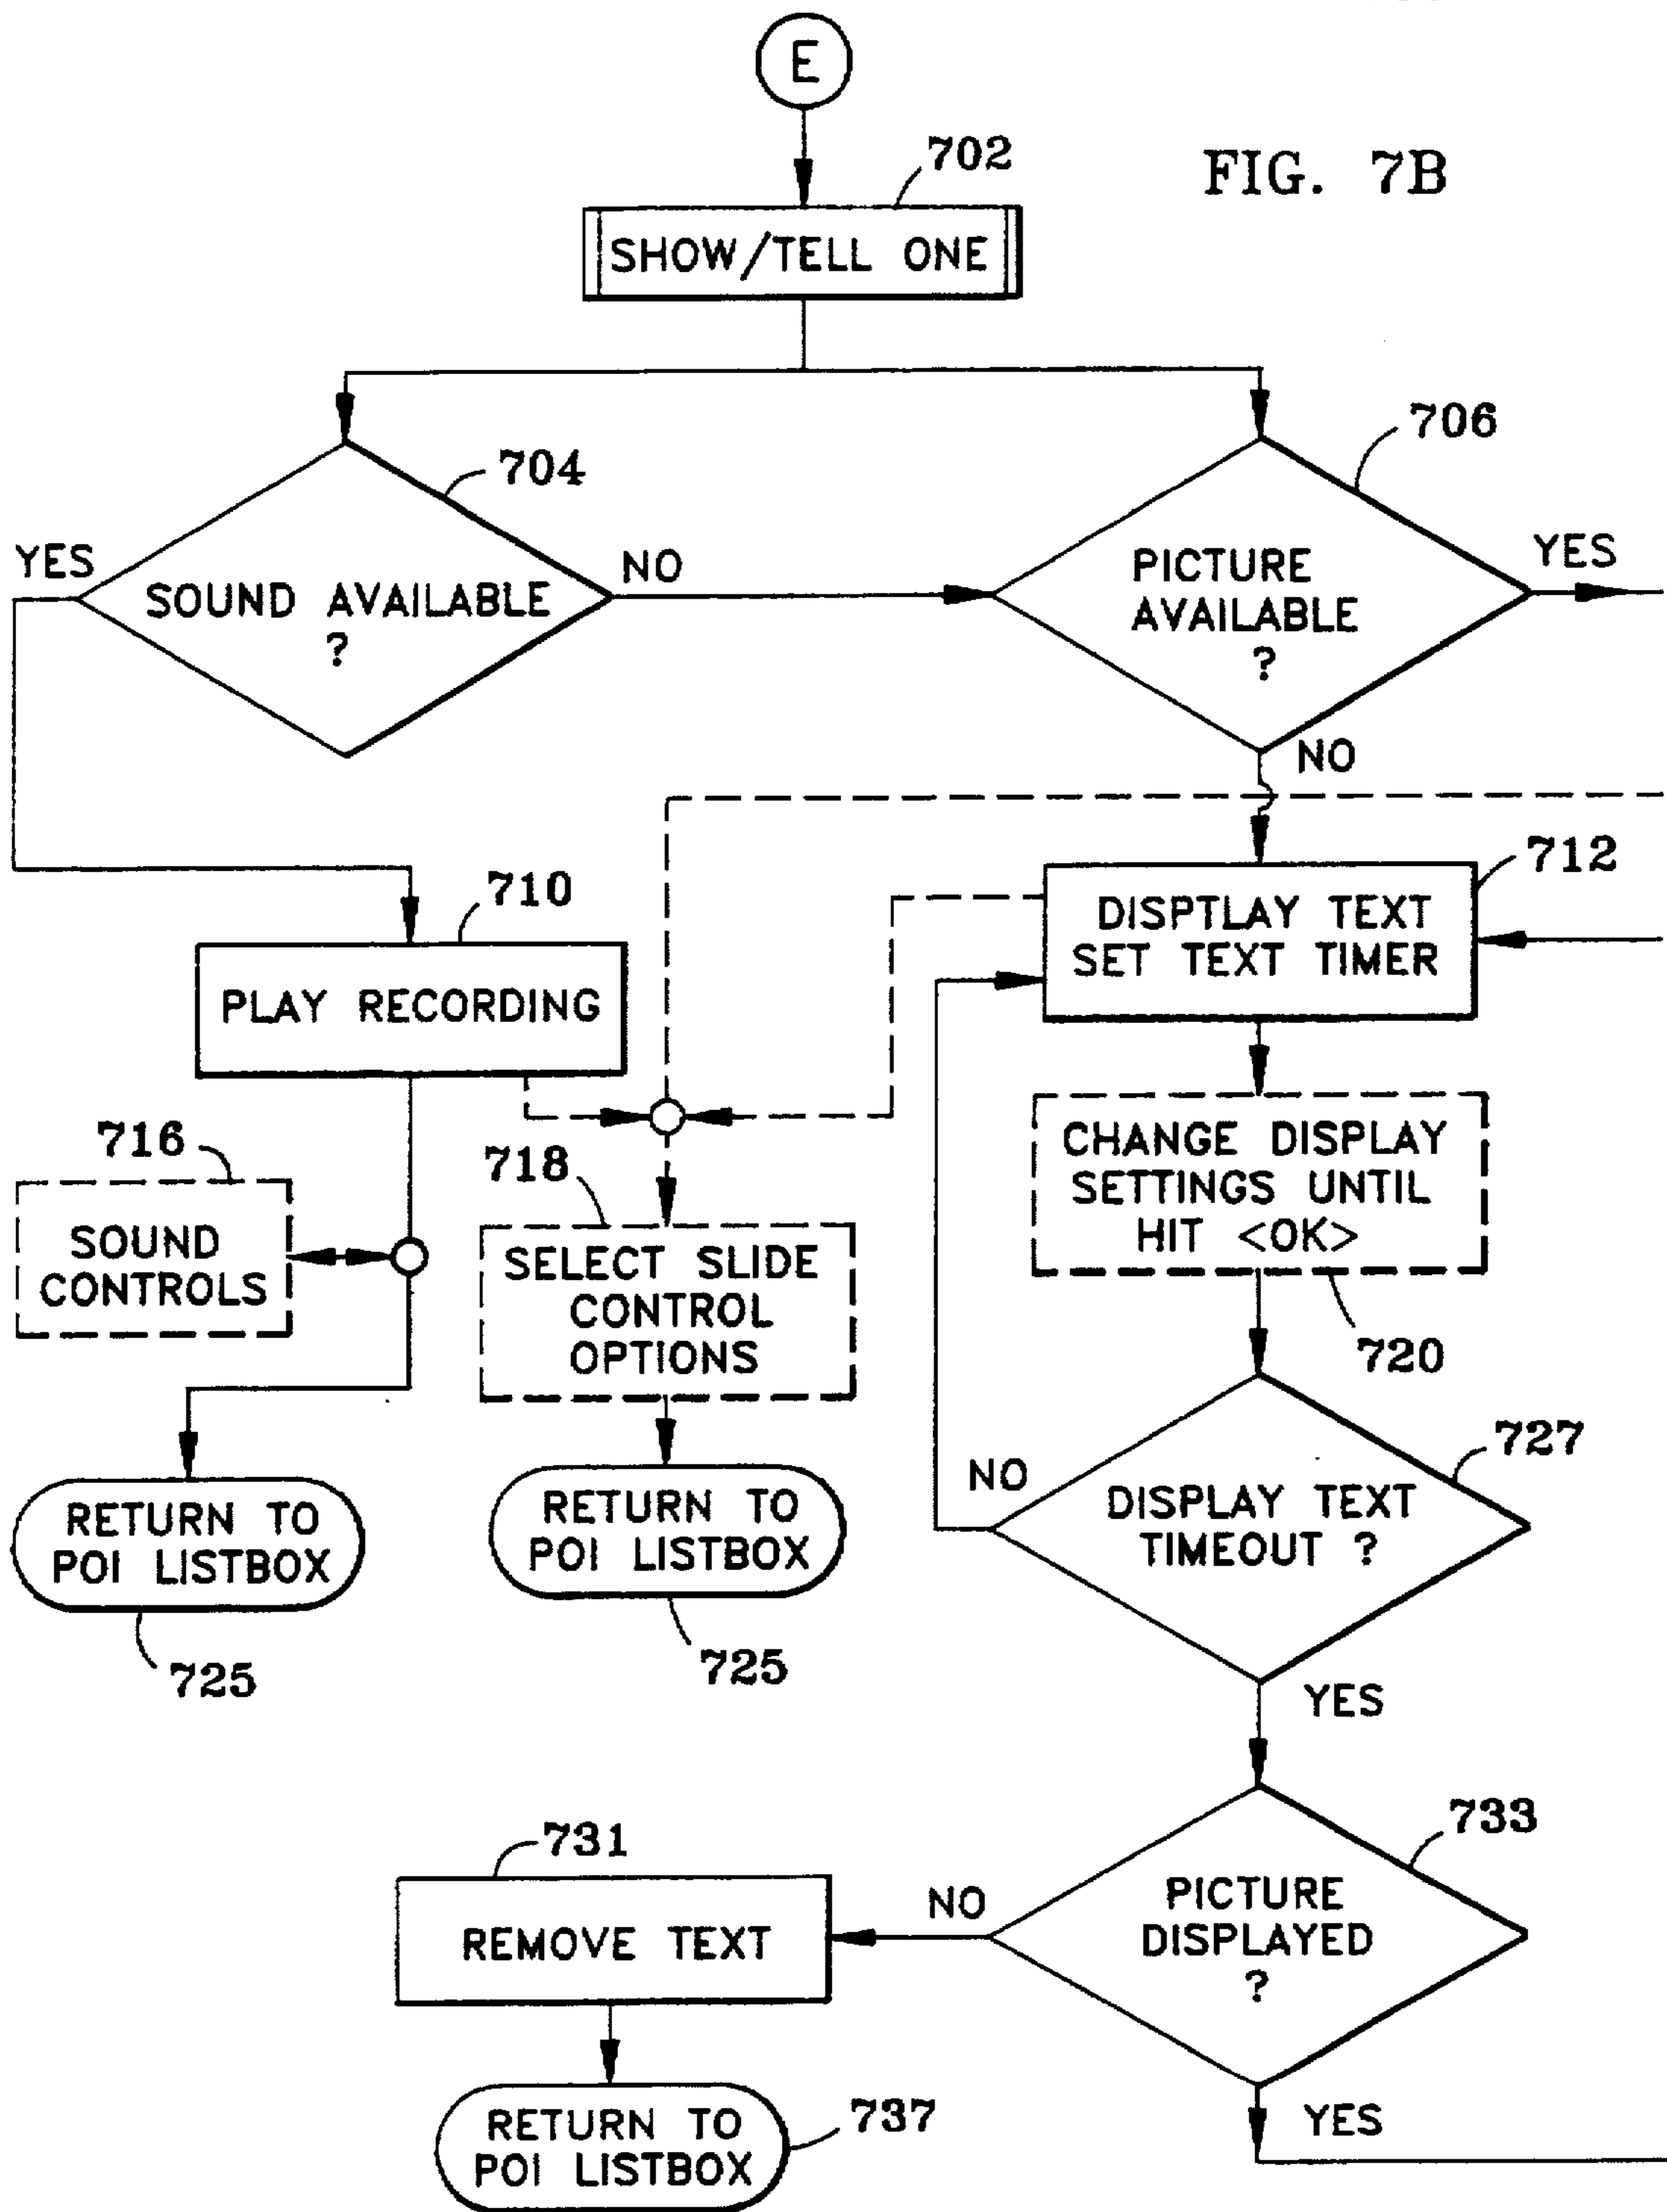 E
702
FIG. 7B
SHOW/TELL ONE
704
706
YES
SOUND AVAILABLE
?
NO
PICTURE
AVAILABLE
?
YES
NO
710
712
PLAY RECORDING
DISPTLAY TEXT
SET TEXT TIMER
716
SOUND
CONTROLS
718
SELECT SLIDE
CONTROL
OPTIONS
CHANGE DISPLAY
SETTINGS UNTIL
HIT <OK>
720
727
NO
DISPLAY TEXT
TIMEOUT ?
RETURN TO
POI LISTBOX
725
RETURN TO
POI LISTBOX
725
YES
733
731
REMOVE TEXT
NO
PICTURE
DISPLAYED
?
RETURN TO
POI LISTBOX
737
YES